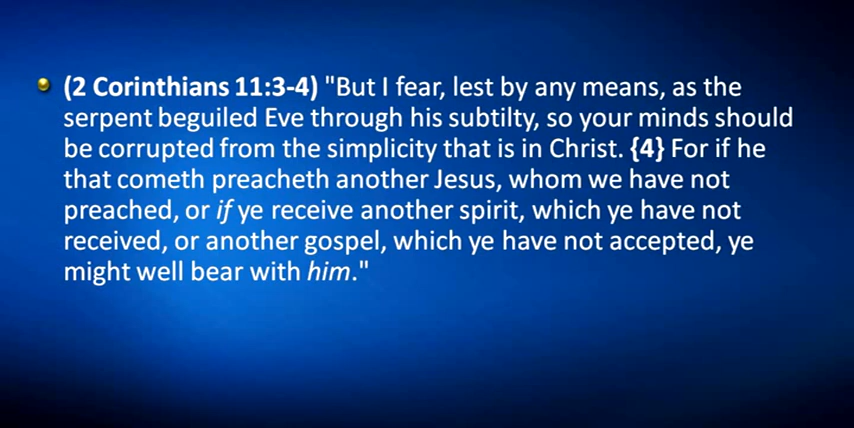 (2 Corinthians 11:3-4) "But I fear, lest by any means, as the
serpent beguiled Eve through his subtilty, so your minds should
be corrupted from the simplicity that is in Christ. {4} For if he
that cometh preacheth another Jesus, whom we have not
preached, or if ye receive another spirit, which ye have not
received, or another gospel, which ye have not accepted, ye
might well bear with him."